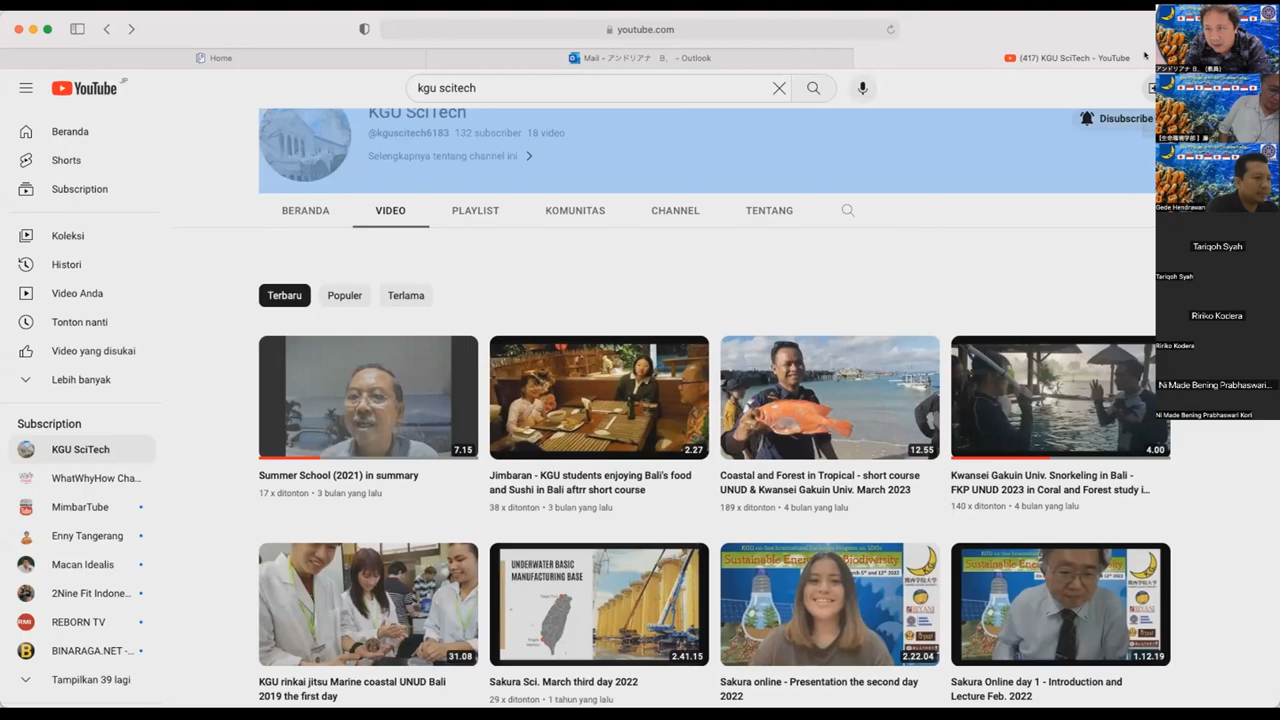 youtube.com
Home
Mail - アンドリアナ B。 - Outlook
(417) KGU SciTech - YouTube
YouTube JP
kgu scitech
KGU SciTech
@kguscitech6183 132 subscriber 18 video
Selengkapnya tentang channel ini
Disubscribe
BERANDA VIDEO PLAYLIST KOMUNITAS CHANNEL TENTANG
Terbaru Populer Terlama
Beranda
Shorts
Subscription
Koleksi
Histori
Video Anda
Tonton nanti
Video yang disukai
Lebih banyak
Subscription
KGU SciTech
WhatWhyHow Cha...
MimbarTube
Enny Tangerang
Macan Idealis
2Nine Fit Indone...
REBORN TV
BINARAGA.NET -...
Tampilkan 39 lagi
7.15
Summer School (2021) in summary
17 x ditonton • 3 bulan yang lalu
2.27
Jimbaran - KGU students enjoying Bali's food
and Sushi in Bali aftrr short course
38 x ditonton • 3 bulan yang lalu
12.55
Coastal and Forest in Tropical - short course
UNUD & Kwansei Gakuin Univ. March 2023
189 x ditonton • 4 bulan yang lalu
4.00
Kwansei Gakuin Univ. Snorkeling in Bali -
FKP UNUD 2023 in Coral and Forest study i...
140 x ditonton • 4 bulan yang lalu
31.08
KGU rinkai jitsu Marine coastal UNUD Bali
2019 the first day
UNDERWATER BASIC
MANUFACTURING BASE
2.41.15
Sakura Sci. March third day 2022
29 x ditonton • 1 tahun yang lalu
2.22.04
Sakura online - Presentation the second day
2022
1.12.19
Sakura Online day 1 - Introduction and
Lecture Feb. 2022
アンドリアナ B。(教員)
Gede Hendrawan
Tariqoh Syah
Tariqoh Syah
Ririko Kodera
Ririko Kodera
Ni Made Bening Prabhaswari...
Ni Made Bening Prabhaswari Kori